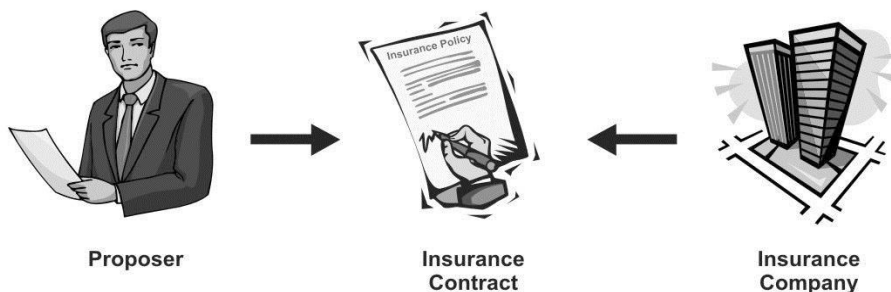 Insurance Policy
Proposer
Insurance
Contract
Insurance
Company